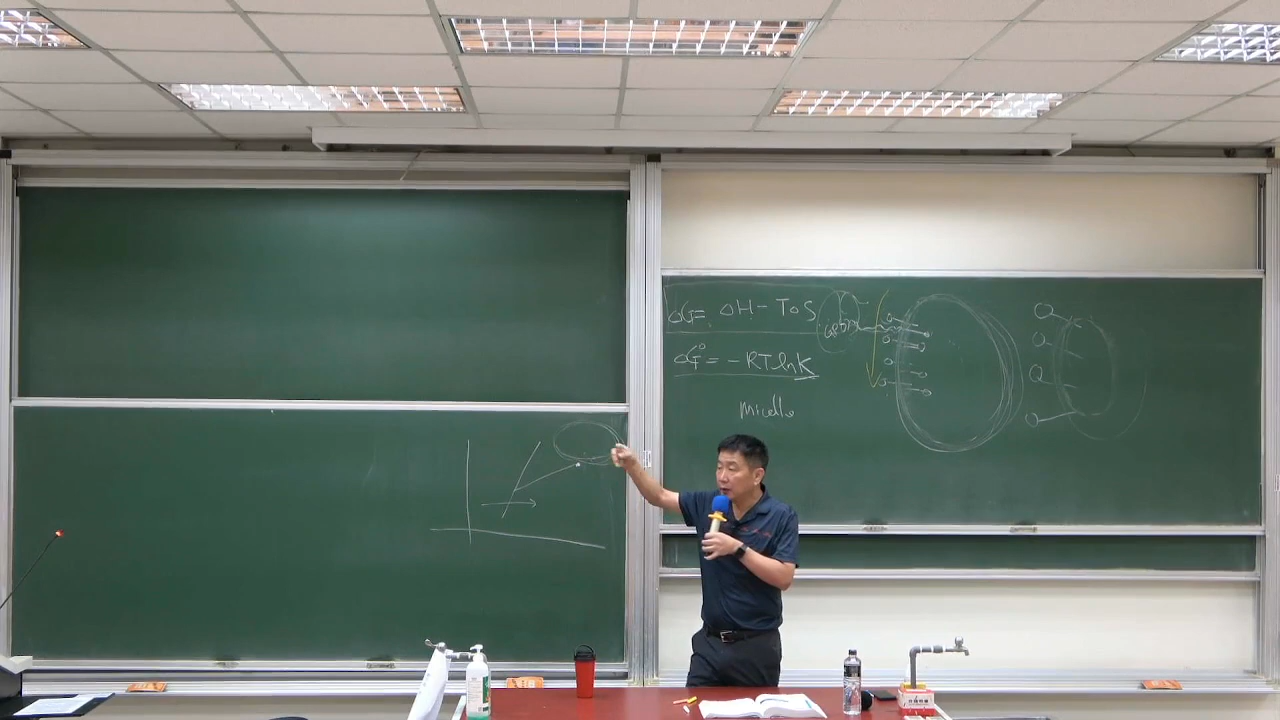 ΔG = ΔH - TΔS
ΔG° = -RTlnK
micelle